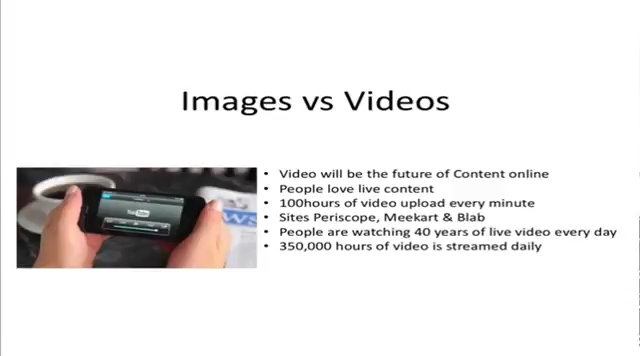 Images vs Videos
Video will be the future of Content online
People love live content
100hours of video upload every minute
Sites Periscope, Meekart & Blab
People are watching 40 years of live video every day
350,000 hours of video is streamed daily
YouTube